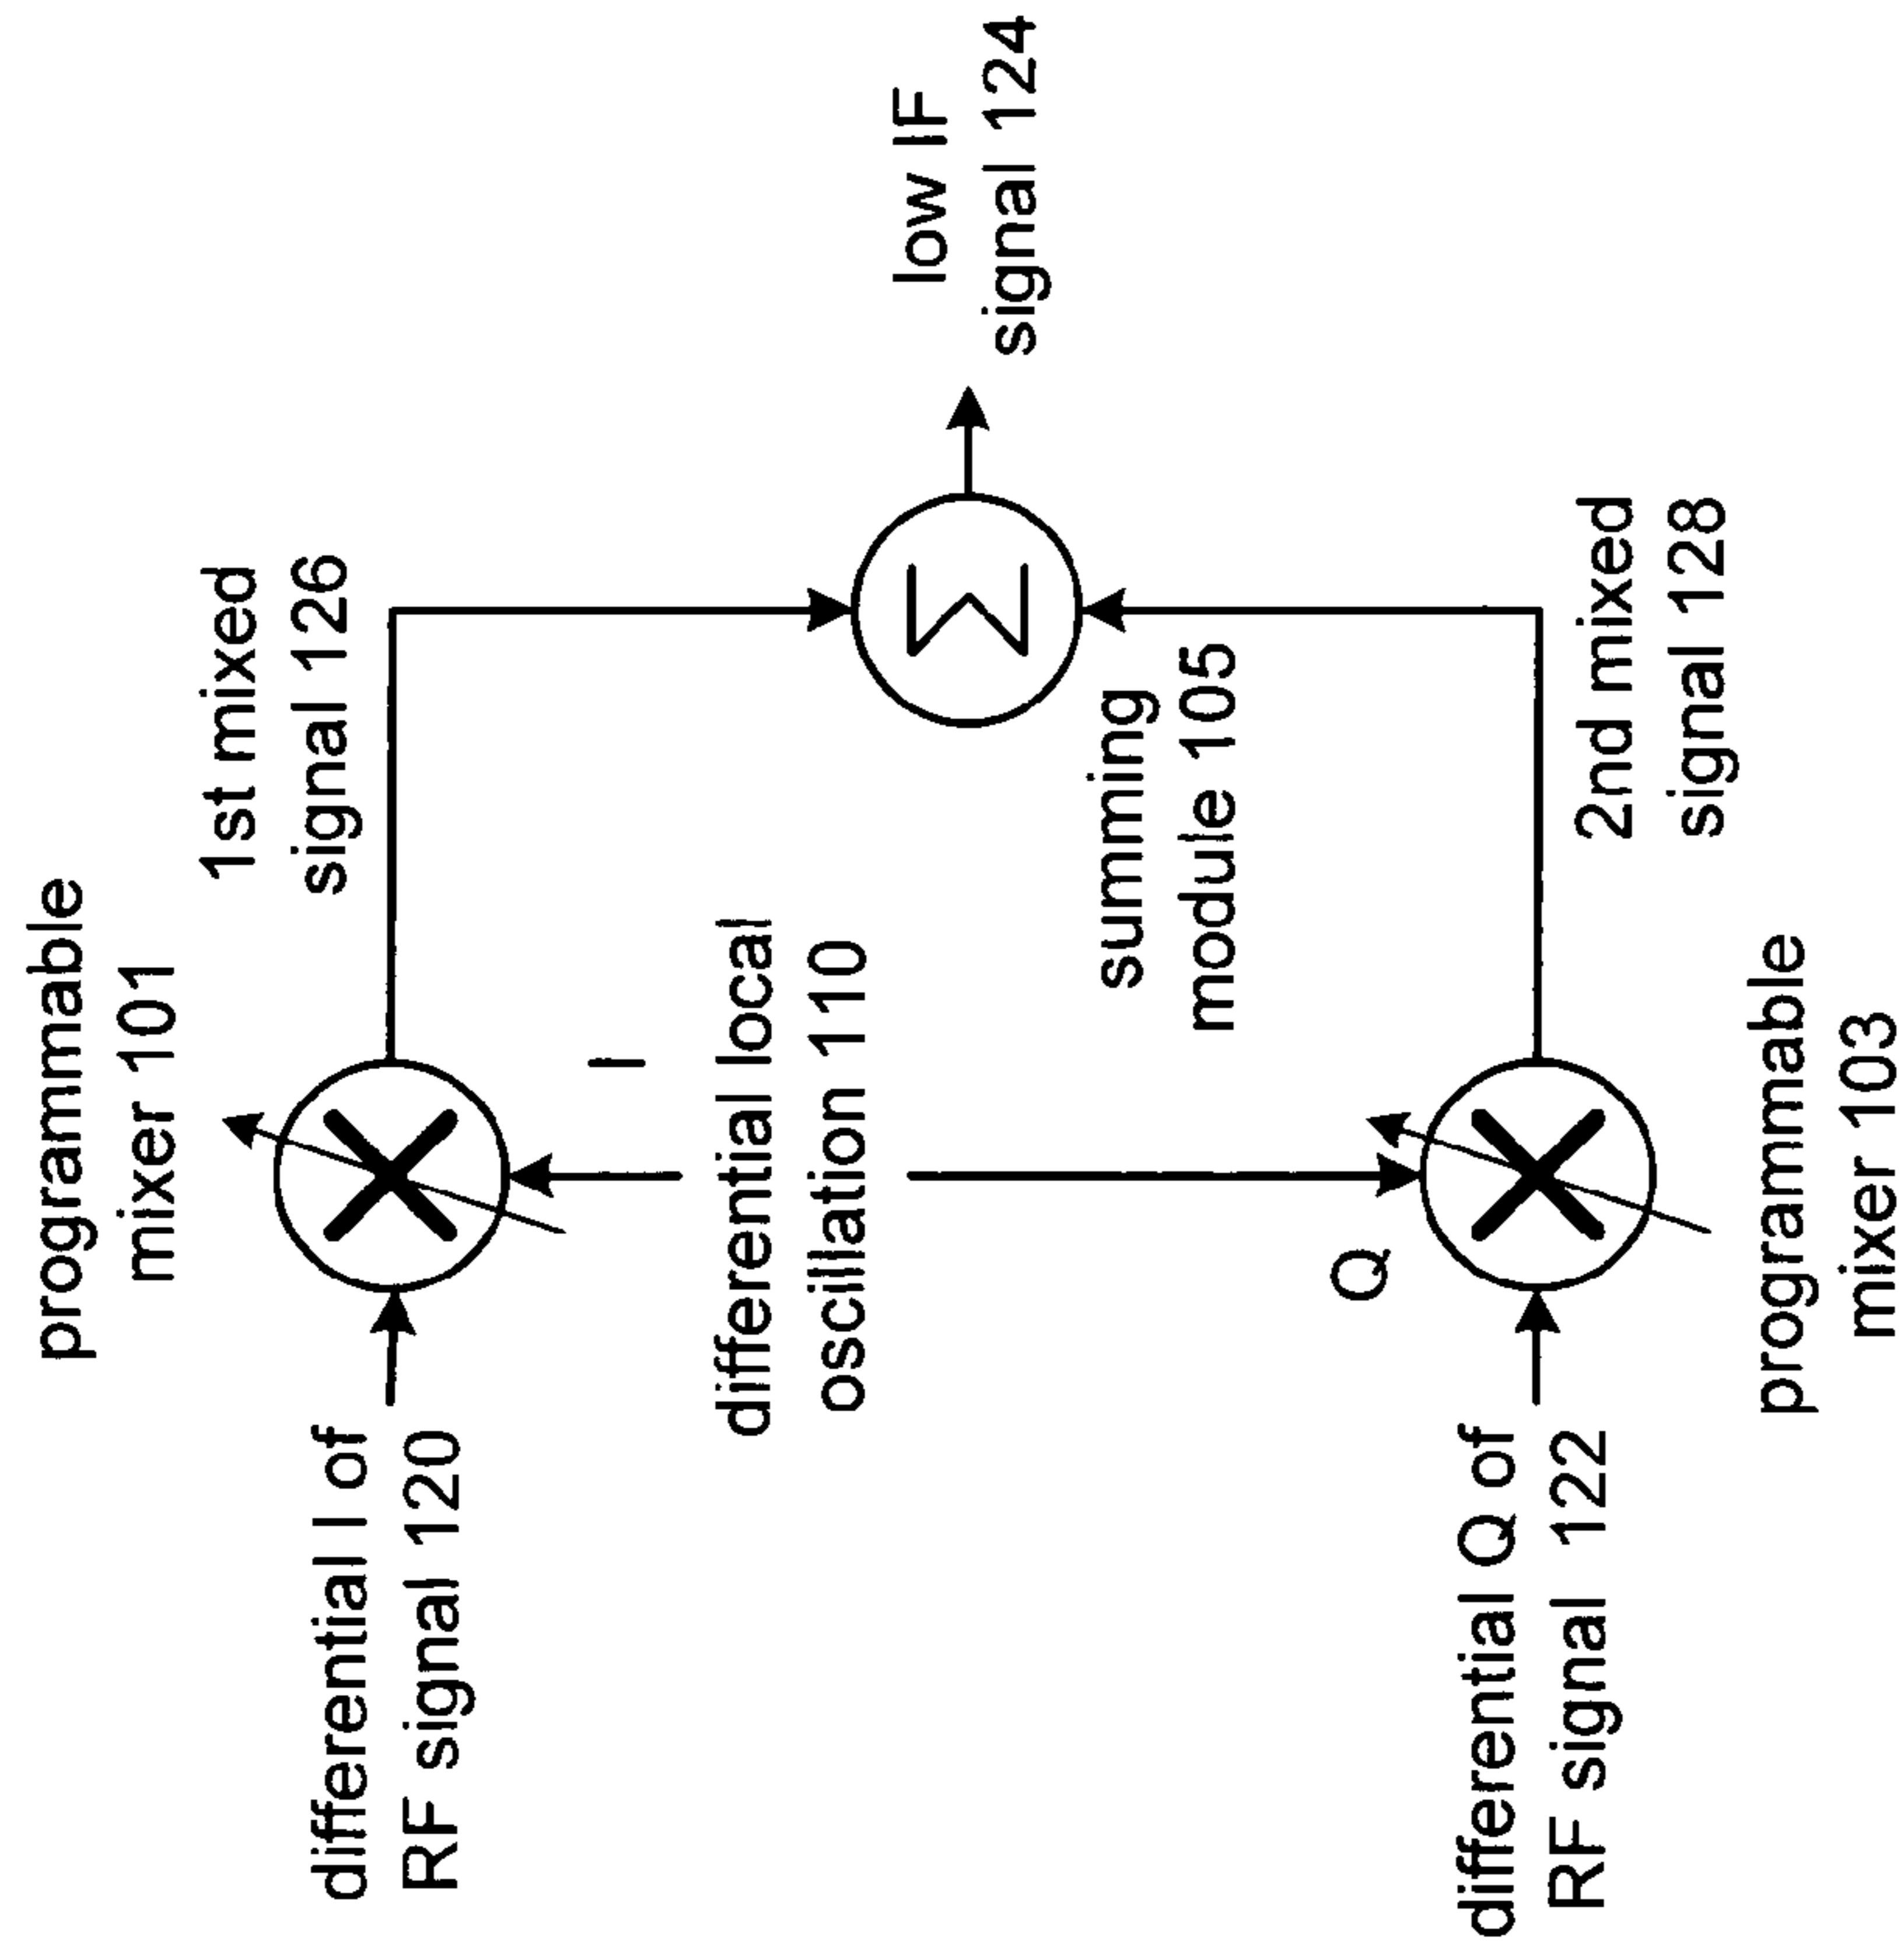 programmable
mixer 101
1st mixed
signal 126
differential I of
RF signal 120
I
differential local
oscillation 110
low IF
signal 124
Σ
summing
module 105
Q
differential Q of
RF signal 122
2nd mixed
signal 128
programmable
mixer 103